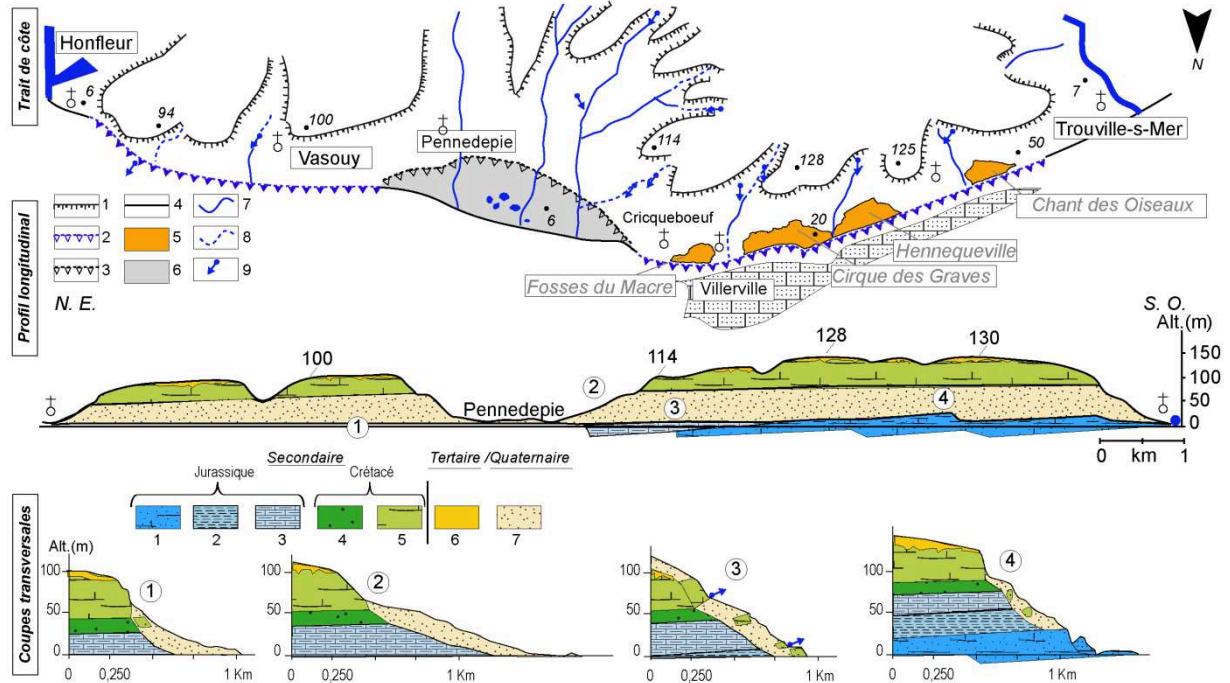 Trait de côte
Honfleur
6
94
100
Vasouy
Pennedepie
6
114
Cricqueboeuf
128
125
20
50
7
Trouville-s-Mer
N
Chant des Oiseaux
Hennequeville
Cirque des Graves
Villerville
Fosses du Macre
1 4 7
2 5 8
3 6 9
Profil longitudinal
N. E.
S. O.
Alt.(m)
150
100
50
0
100
114
128
130
Pennedepie
1
2
3
4
0 km 1
Secondaire
Tertaire /Quaternaire
Jurassique
Crétacé
1 2 3 4 5 6 7
Coupes transversales
Alt.(m)
100
50
0
0 0,250 1 Km
1
100
50
0
0 0,250 1 Km
2
100
50
0
0 0,250 1 Km
3
100
50
0
0 0,250 1 Km
4